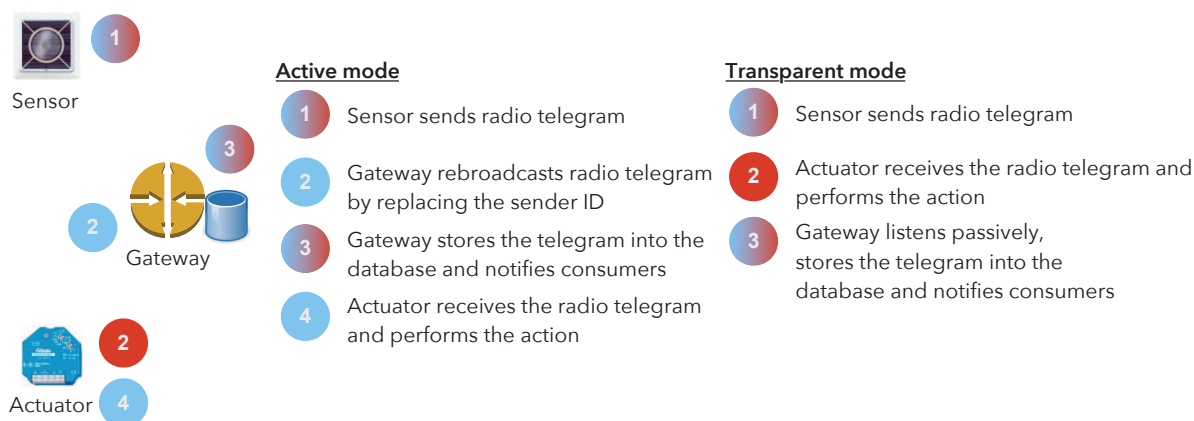 1
Sensor
3
2
Gateway
2
Actuator
4
Active mode
1
Sensor sends radio telegram
2
Gateway rebroadcasts radio telegram
by replacing the sender ID
3
Gateway stores the telegram into the
database and notifies consumers
4
Actuator receives the radio telegram
and performs the action
Transparent mode
1
Sensor sends radio telegram
2
Actuator receives the radio telegram and
performs the action
3
Gateway listens passively,
stores the telegram into the
database and notifies consumers